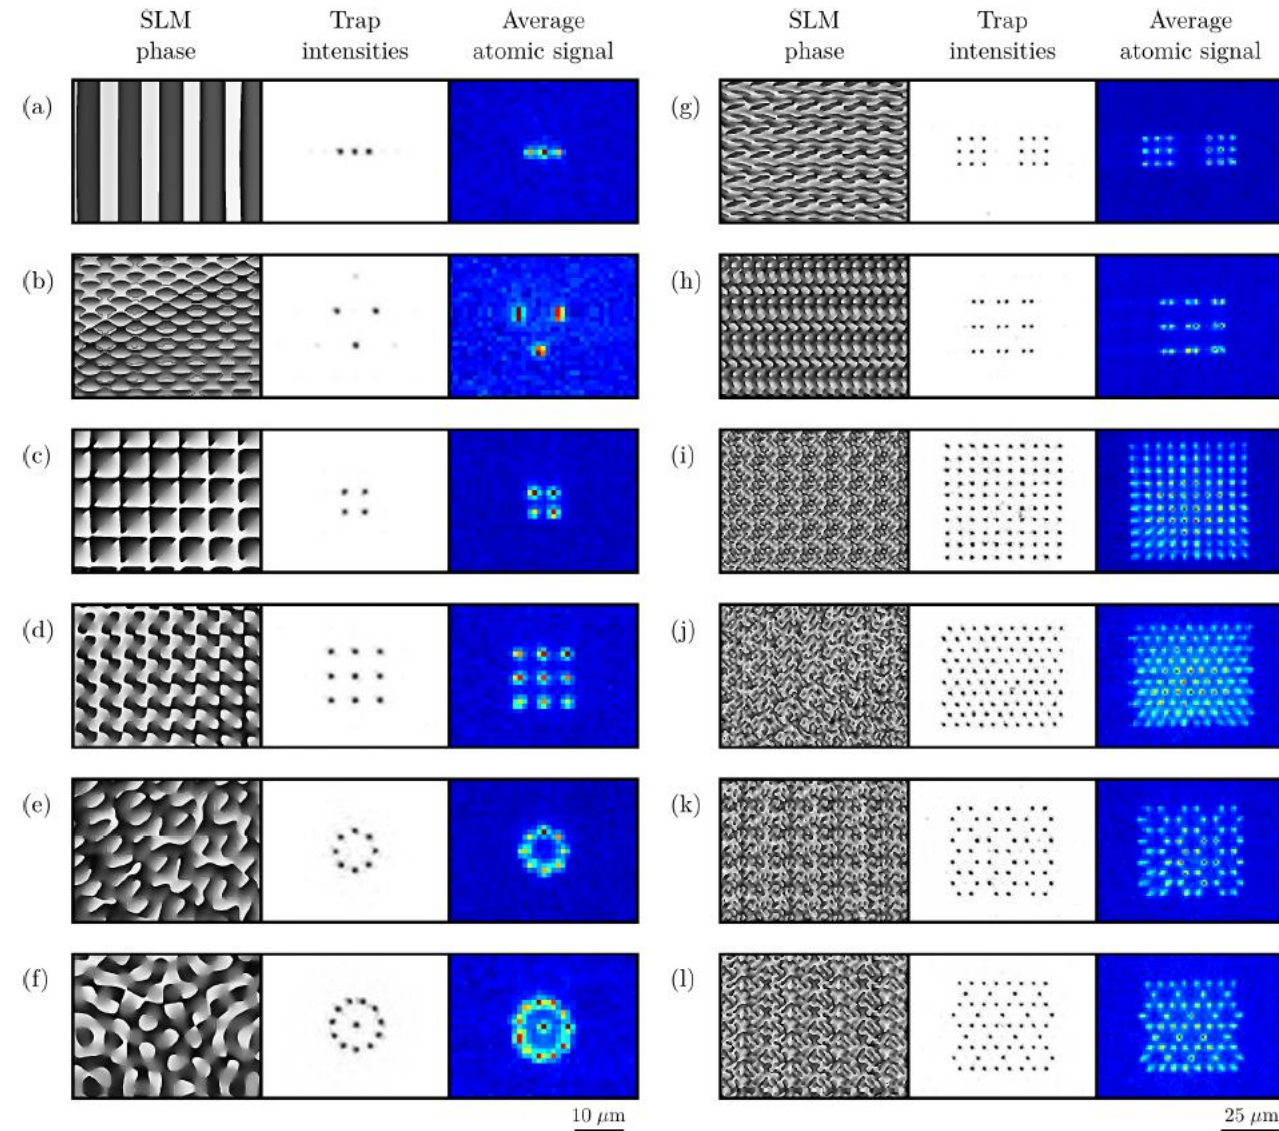 SLM Trap Average SLM Trap Average
phase intensities atomic signal phase intensities atomic signal
(a) (g)
(b) (h)
(c) (i)
(d) (j)
(e) (k)
(f) (l)
10 μm 25 μm